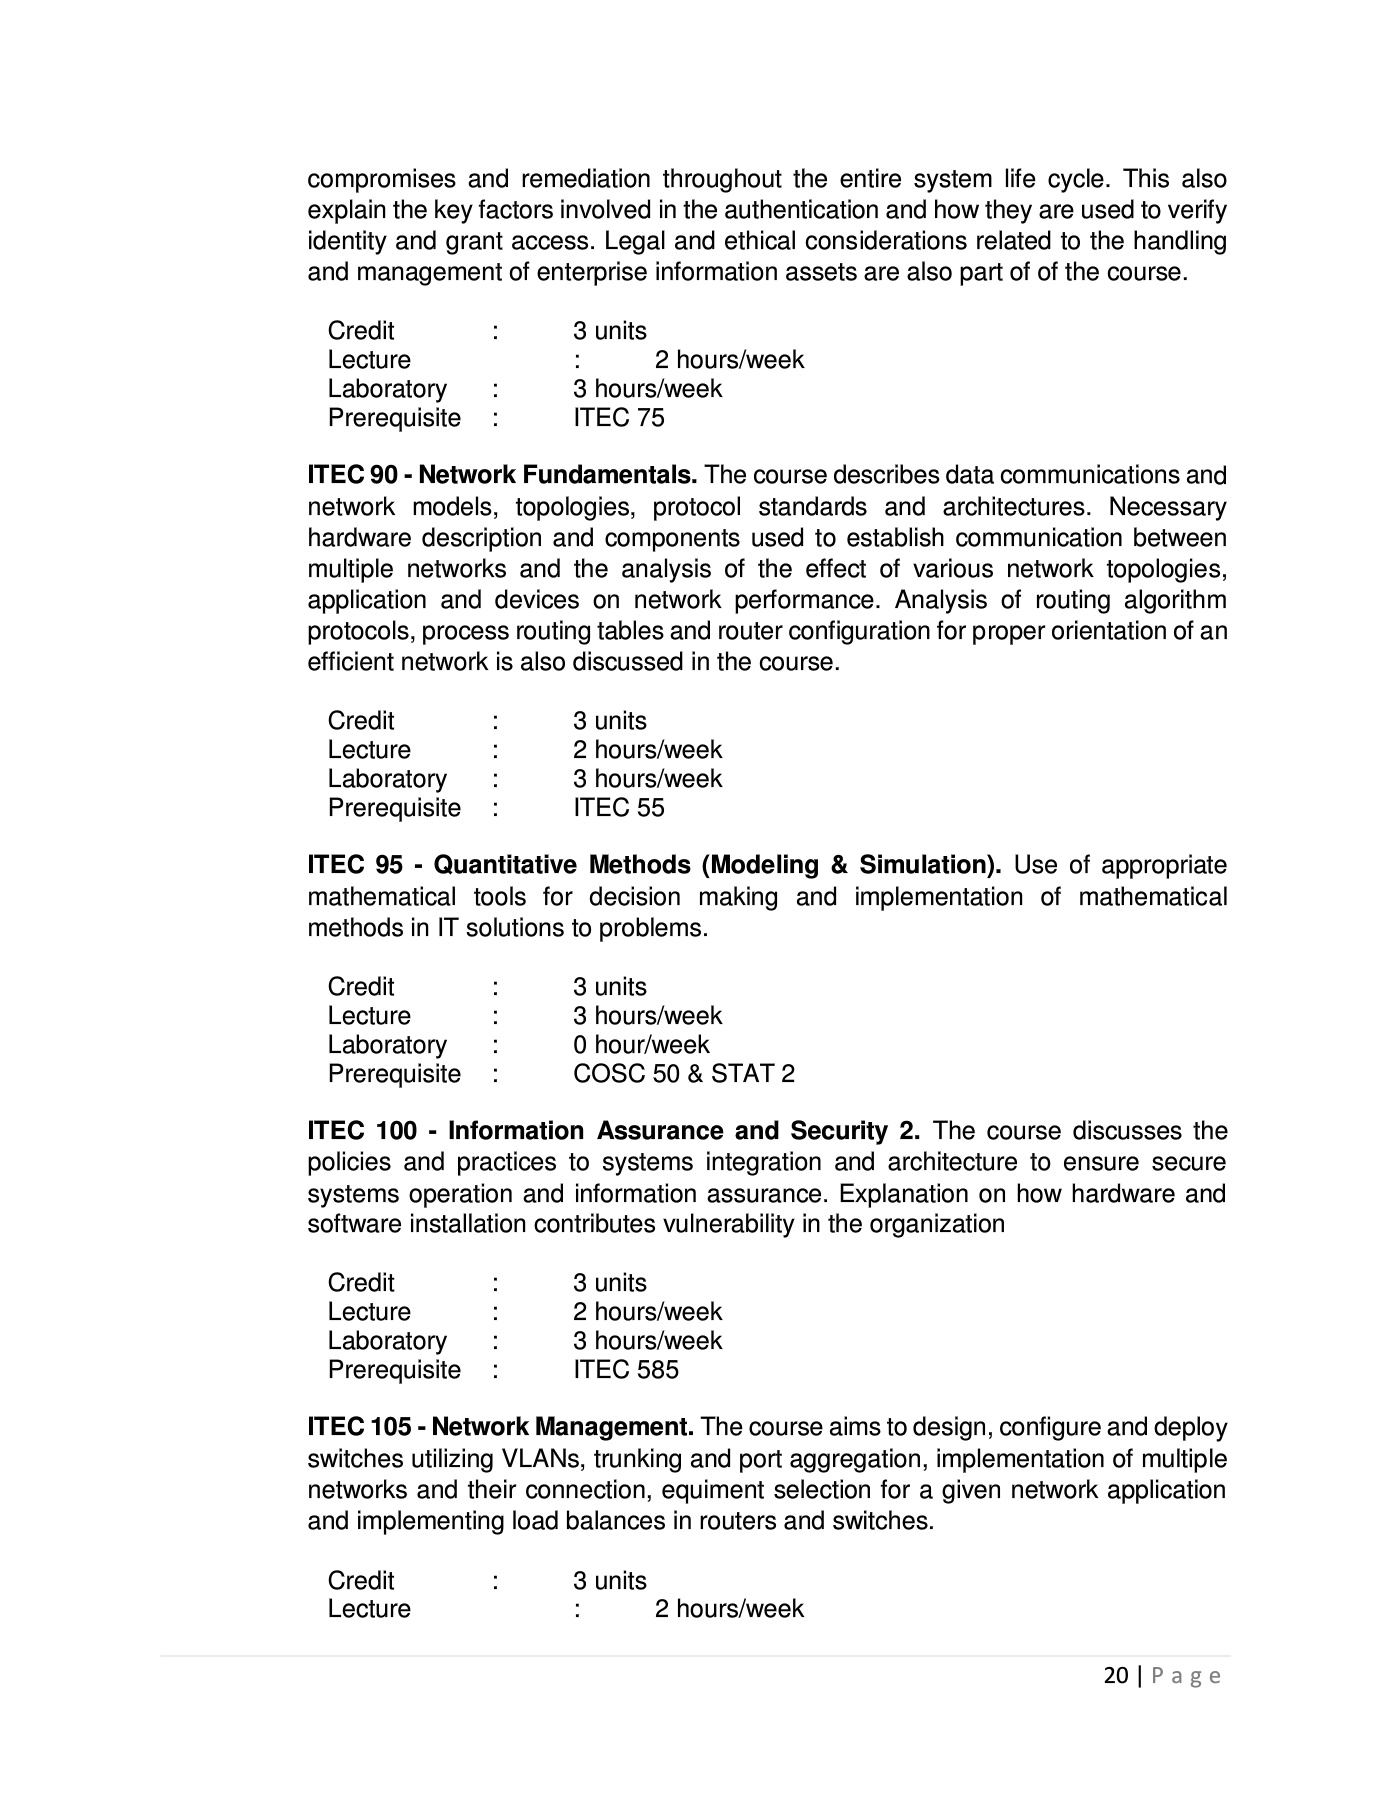 compromises and remediation throughout the entire system life cycle. This also
explain the key factors involved in the authentication and how they are used to verify
identity and grant access. Legal and ethical considerations related to the handling
and management of enterprise information assets are also part of of the course.
Credit : 3 units
Lecture : 2 hours/week
Laboratory : 3 hours/week
Prerequisite : ITEC 75
ITEC 90 - Network Fundamentals. The course describes data communications and
network models, topologies, protocol standards and architectures. Necessary
hardware description and components used to establish communication between
multiple networks and the analysis of the effect of various network topologies,
application and devices on network performance. Analysis of routing algorithm
protocols, process routing tables and router configuration for proper orientation of an
efficient network is also discussed in the course.
Credit : 3 units
Lecture : 2 hours/week
Laboratory : 3 hours/week
Prerequisite : ITEC 55
ITEC 95 - Quantitative Methods (Modeling & Simulation). Use of appropriate
mathematical tools for decision making and implementation of mathematical
methods in IT solutions to problems.
Credit : 3 units
Lecture : 3 hours/week
Laboratory : 0 hour/week
Prerequisite : COSC 50 & STAT 2
ITEC 100 - Information Assurance and Security 2. The course discusses the
policies and practices to systems integration and architecture to ensure secure
systems operation and information assurance. Explanation on how hardware and
software installation contributes vulnerability in the organization
Credit : 3 units
Lecture : 2 hours/week
Laboratory : 3 hours/week
Prerequisite : ITEC 585
ITEC 105 - Network Management. The course aims to design, configure and deploy
switches utilizing VLANs, trunking and port aggregation, implementation of multiple
networks and their connection, equiment selection for a given network application
and implementing load balances in routers and switches.
Credit : 3 units
Lecture : 2 hours/week
20 | Page